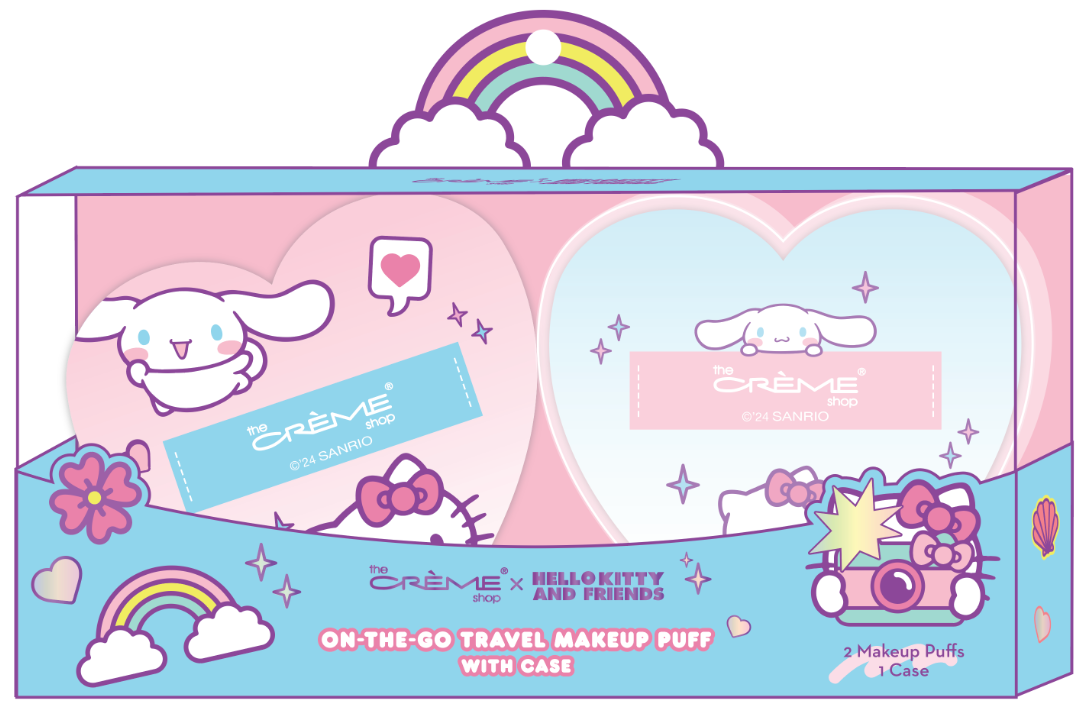 the
CRÈME®
shop
©'24 SANRIO
the
CRÈME®
shop
©'24 SANRIO
the
CRÈME®
shop
x
HELLO KITTY
AND FRIENDS
ON-THE-GO TRAVEL MAKEUP PUFF
WITH CASE
2 Makeup Puffs
1 Case